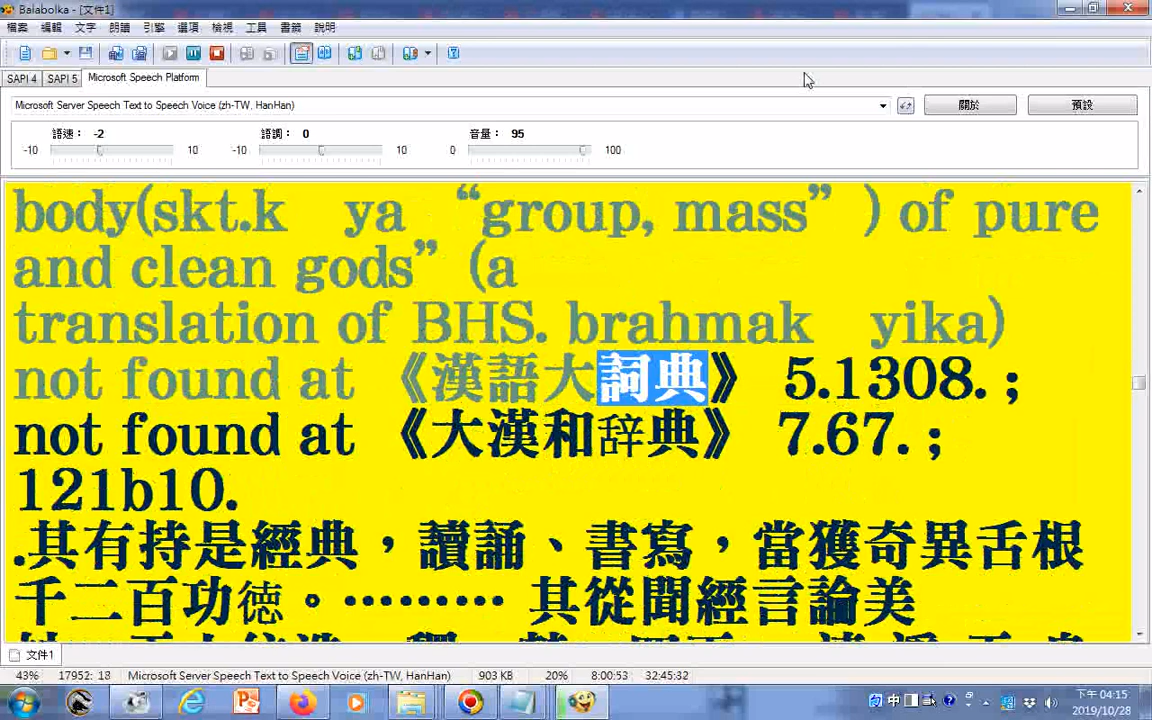 Balabolka - [文件1]
檔案 編輯 文字 朗讀 引擎 選項 檢視 工具 書籤 說明
SAPI 4 SAPI 5 Microsoft Speech Platform
Microsoft Server Speech Text to Speech Voice (zh-TW, HanHan) 關於 預設
語速： -2 語調： 0 音量： 95
-10 10 -10 10 0 100
body(skt.k ya “group, mass”) of pure
and clean gods” (a
translation of BHS. brahmak yika)
not found at 《漢語大詞典》 5.1308.；
not found at 《大漢和辞典》 7.67.；
121b10.
.其有持是經典，讀誦、書寫，當獲奇異舌根
千二百功徳。……… 其從聞經言論美
文件1
43% 17952: 13 Microsoft Server Speech Text to Speech Voice (zh-TW, HanHan) 903 KB 20% 8:00:53 32:45:32
中 下午 04:15
2019/10/28